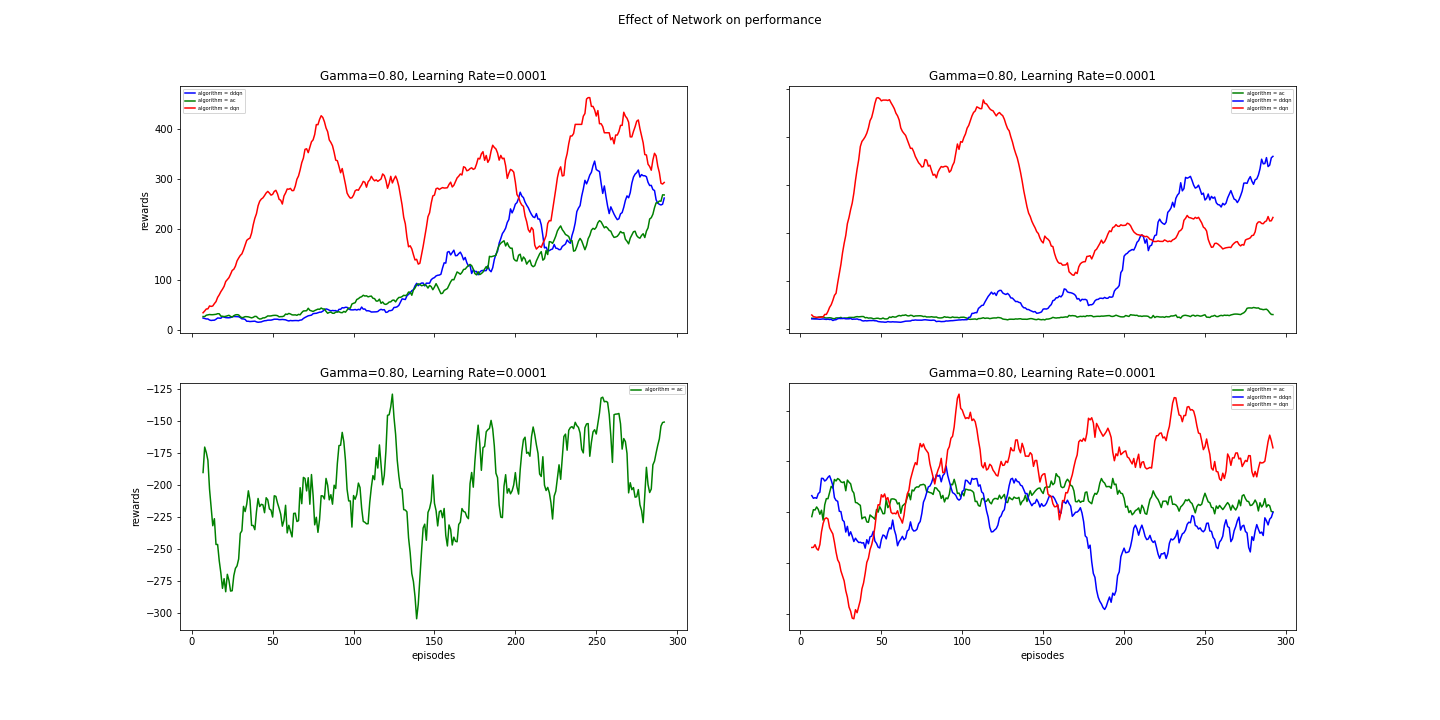 Effect of Network on performance
Gamma=0.80, Learning Rate=0.0001
algorithm = ddqn
algorithm = ac
algorithm = dqn
400
300
200
100
0
rewards
Gamma=0.80, Learning Rate=0.0001
algorithm = ac
algorithm = ddqn
algorithm = dqn
Gamma=0.80, Learning Rate=0.0001
algorithm = ac
−125
−150
−175
−200
−225
−250
−275
−300
rewards
0 50 100 150 200 250 300
episodes
Gamma=0.80, Learning Rate=0.0001
algorithm = ac
algorithm = ddqn
algorithm = dqn
0 50 100 150 200 250 300
episodes